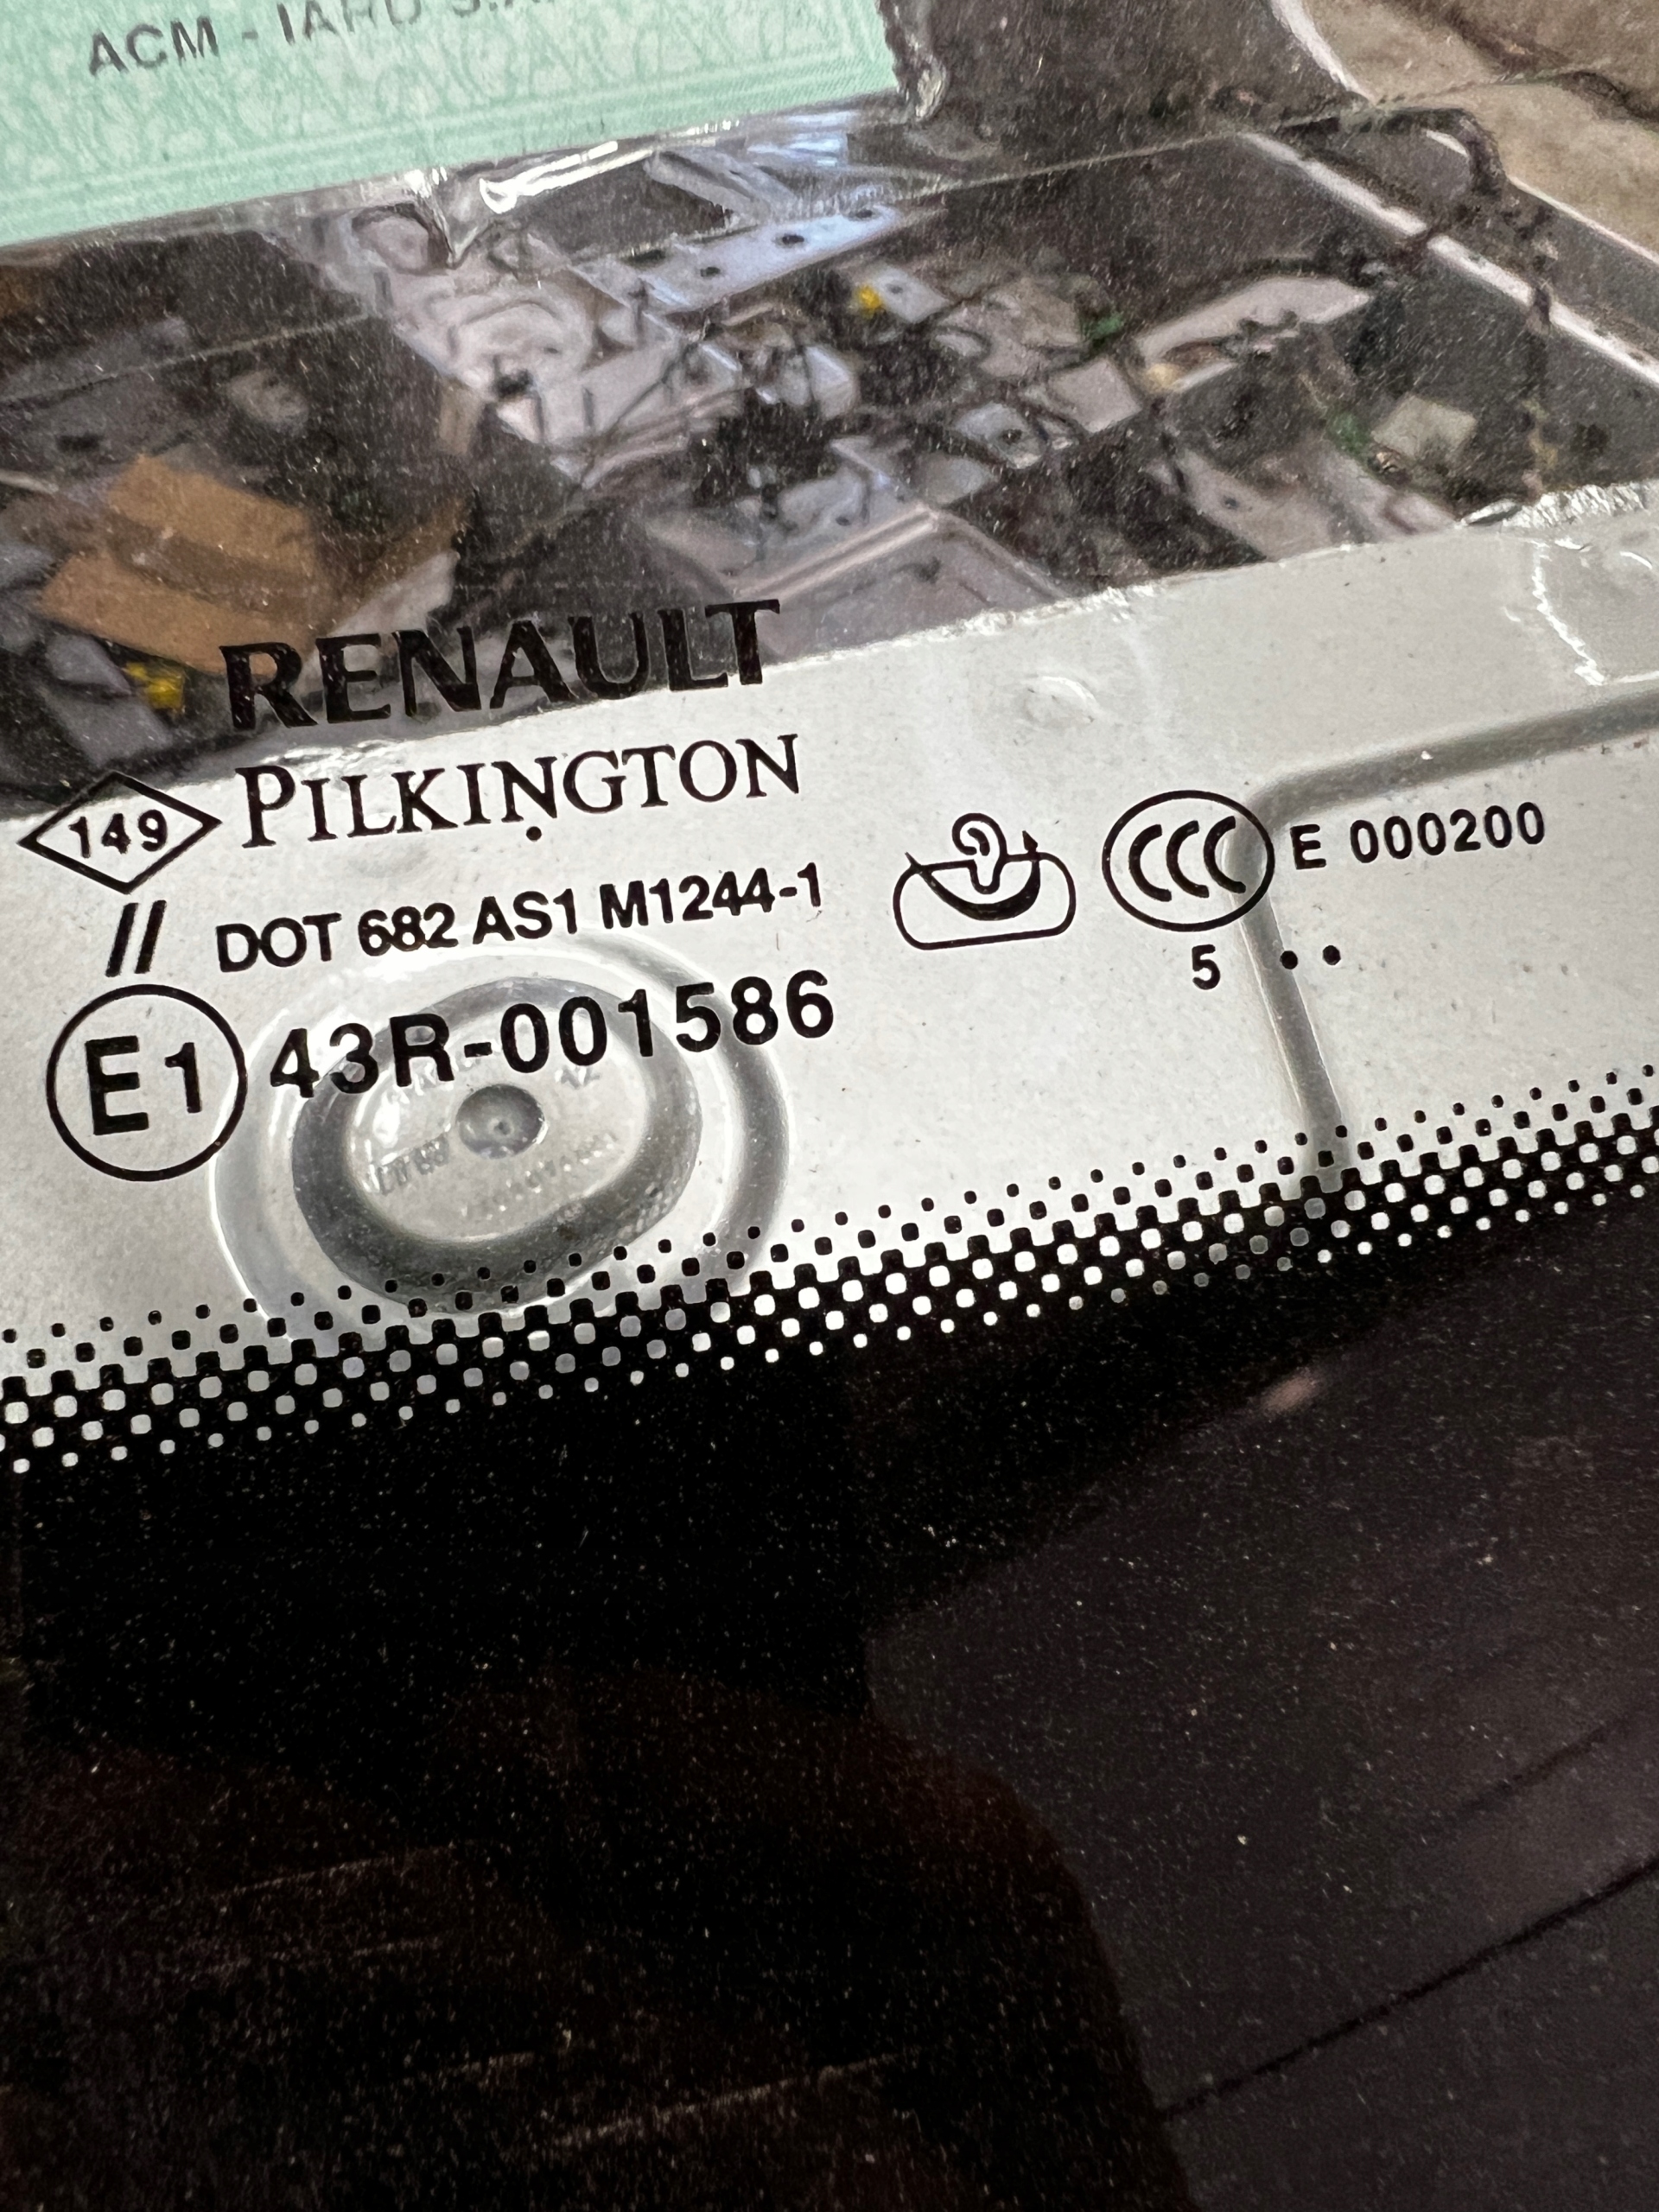 ACM - IARD S.A.
RENAULT
149 PILKINGTON
// DOT 682 AS1 M1244-1
CCC E 000200
5 ..
E1 43R-001586